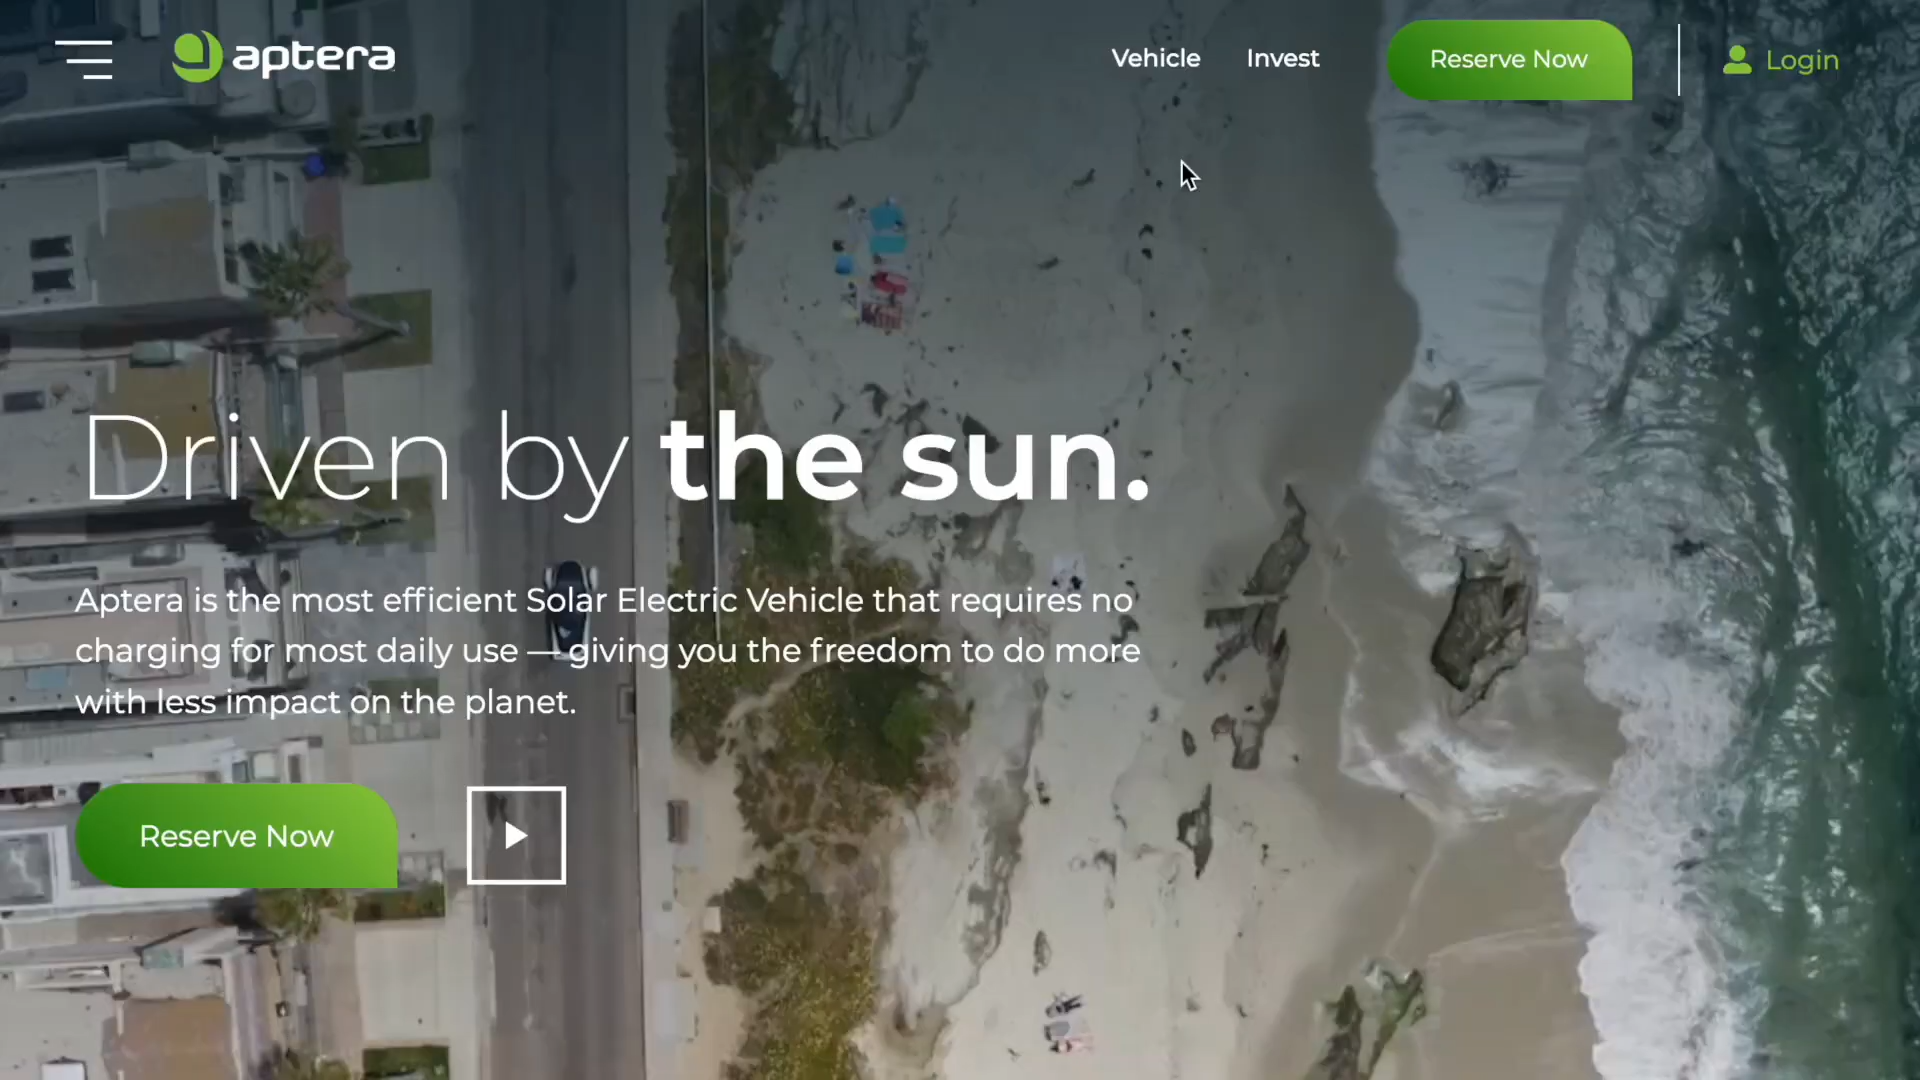 aptera
Vehicle
Invest
Reserve Now
Login
Driven by the sun.
Aptera is the most efficient Solar Electric Vehicle that requires no
charging for most daily use — giving you the freedom to do more
with less impact on the planet.
Reserve Now